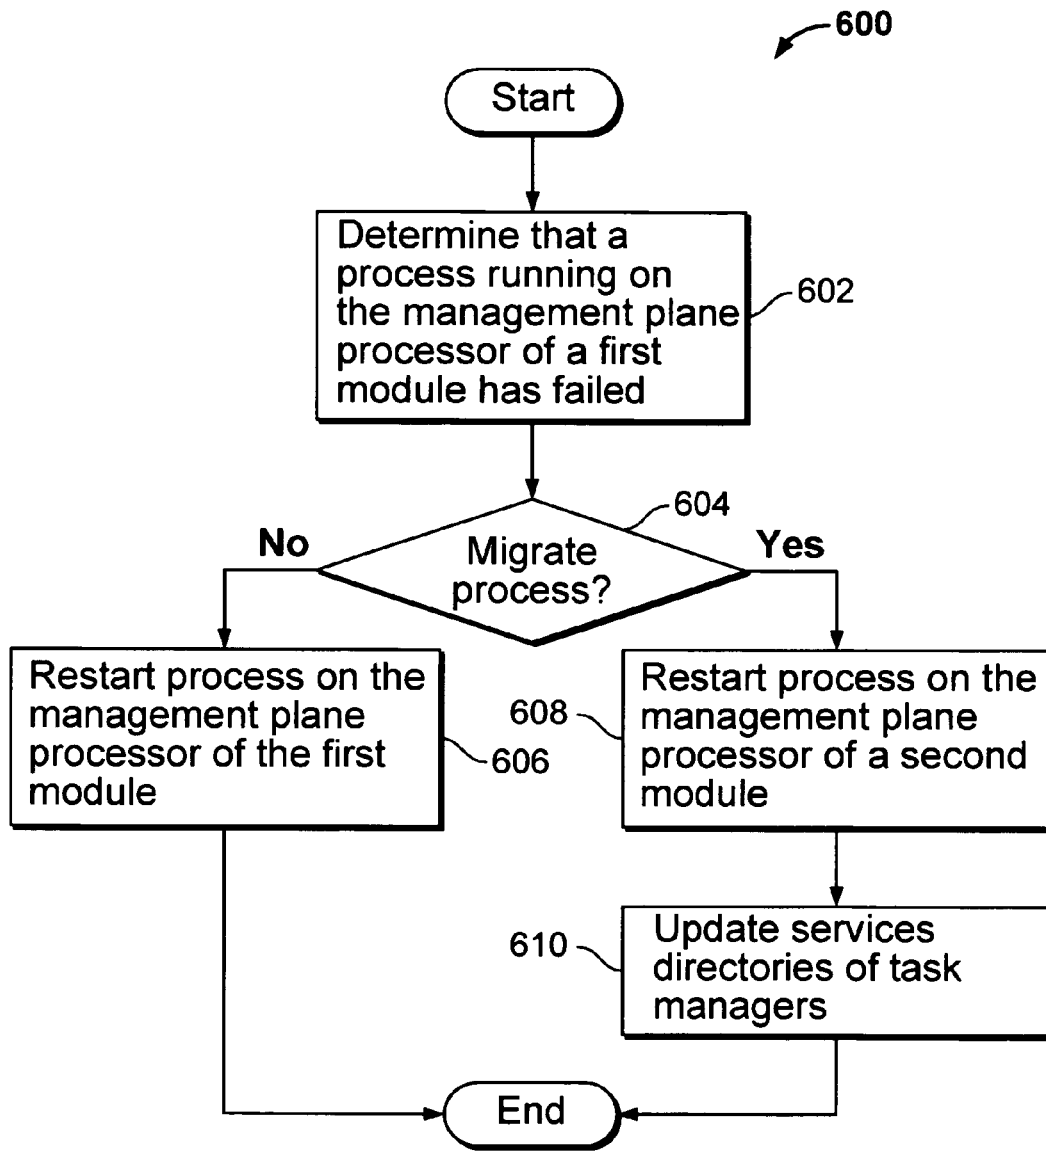 600
Start
Determine that a
process running on
the management plane
processor of a first
module has failed
602
604
No
Migrate
process?
Yes
Restart process on the
management plane
processor of the first
module
606
608
Restart process on the
management plane
processor of a second
module
610
Update services
directories of task
managers
End